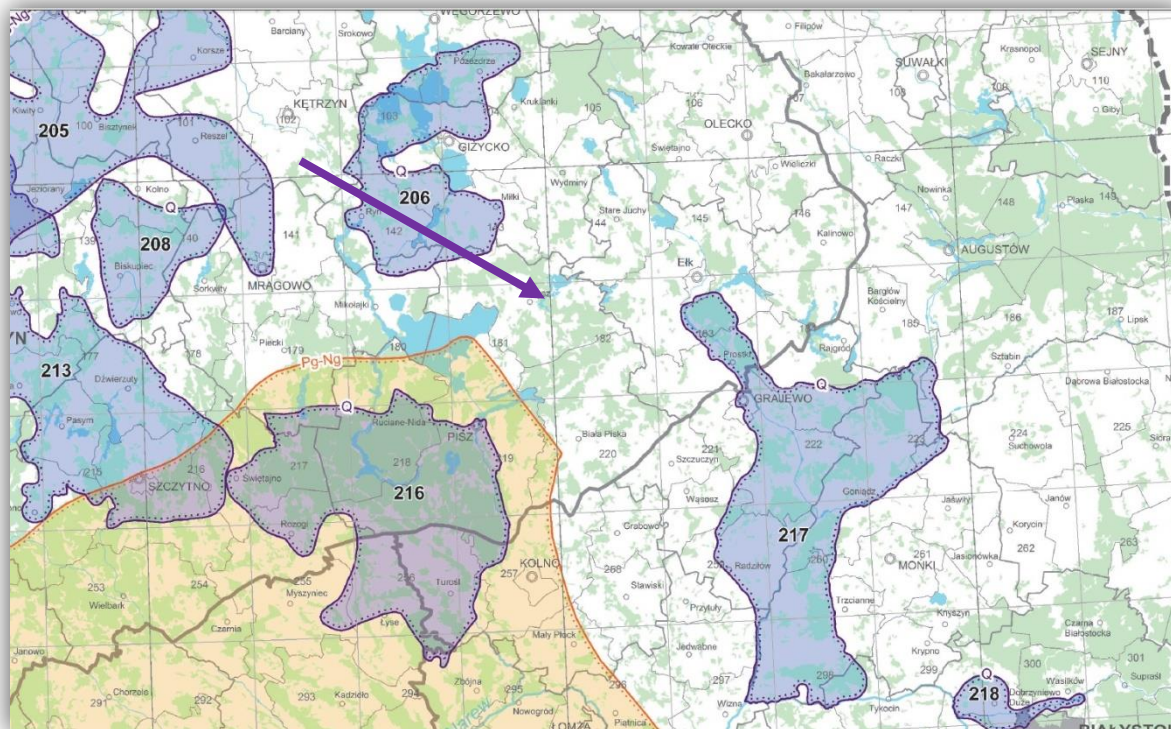 WĘGORZEWO
Barciany
Srokowo
Korsze
Pozezdrze
Kruklanki
Kowale Oleckie
Filipów
Bakałarzewo
SUWAŁKI
Krasnopol
SEJNY
110
Giby
Kiwity
205
100
Bisztynek
101
Reszel
KĘTRZYN
102
103
104
GIŻYCKO
105
106
107
108
109
OLECKO
Świętajno
Wieliczki
Raczki
Jeziorany
Kolno
Q
208
139
140
141
Biskupiec
Sorkwity
MRĄGOWO
Q
206
Ryn
142
Miłki
Wydminy
Stare Juchy
144
145
146
147
148
149
Kalinowo
Nowinka
Płaska
AUGUSTÓW
Ełk
Bargłów
Kościelny
185
186
187
Lipsk
Mikołajki
Piecki
177
178
179
180
181
182
183
213
Dźwierzuty
Pasym
Pg-Ng
Prostki
Rajgród
Sztabin
Dąbrowa Białostocka
Q
Q
GRAJEWO
Ruciane-Nida
PISZ
215
216
SZCZYTNO
Świętajno
217
218
219
216
Rozogi
Biała Piska
220
221
Szczuczyn
Wąsosz
222
223
224
Suchowola
225
Goniądz
217
Grabowo
Jaświły
Janów
Korycin
262
263
253
254
255
256
257
Wielbark
Myszyniec
Turośl
KOLNO
268
Stawiski
Radziłów
261
MOŃKI
Jasionówka
Czarnia
Łyse
Mały Płock
Przytuły
Trzcianne
Knyszyn
Czarna
Białostocka
Janowo
Jedwabne
Krypno
Chorzele
291
292
293
294
295
Kadzidło
Zbójna
Nowogród
ŁOMŻA
Piątnica
297
Wizna
298
299
Tykocin
Q
218
Dobrzyniewo
Duże
300
Wasilków
301
Supraśl
BIAŁYSTOK